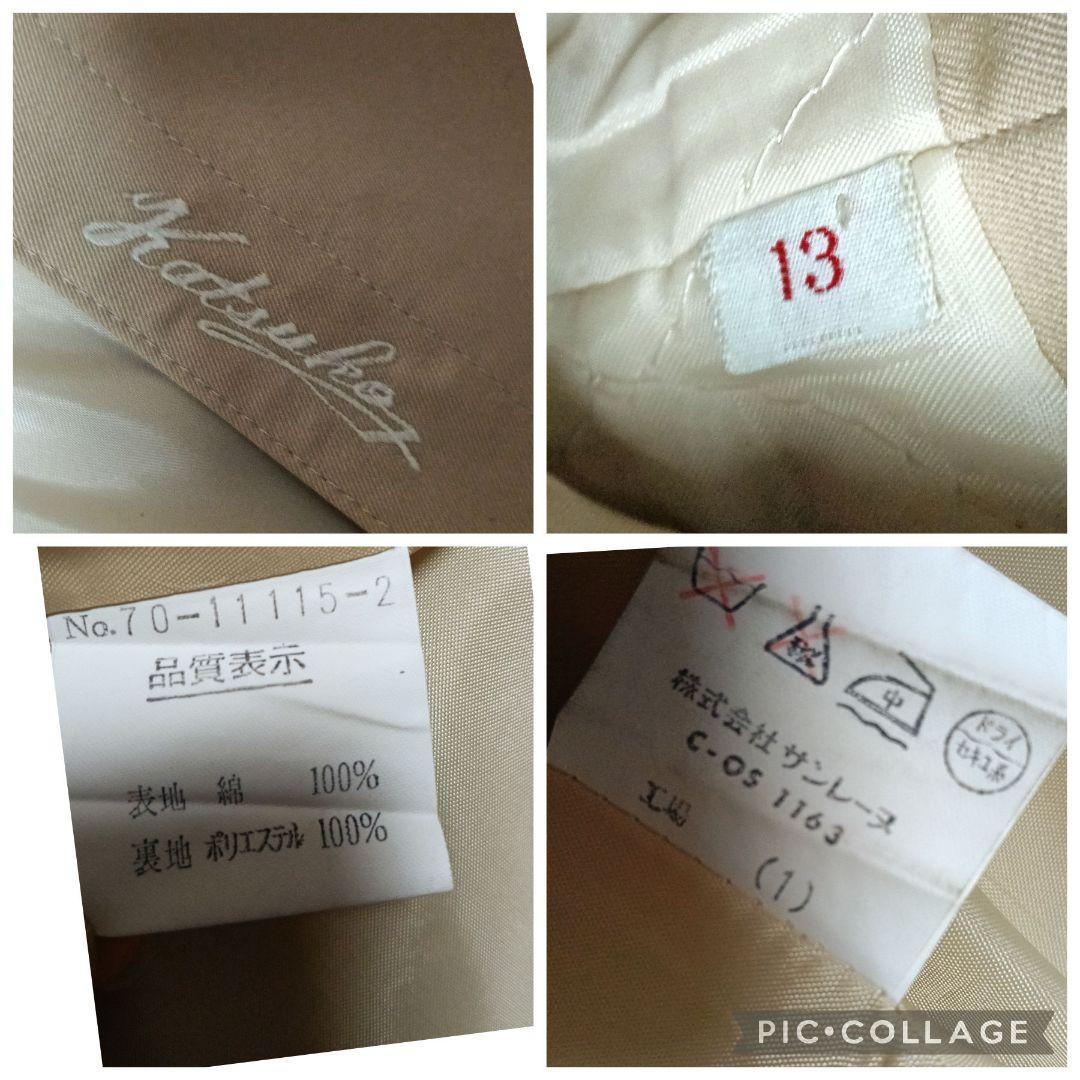 Katsuko
13
No.70-11115-2
品質表示
表地 綿 100%
裏地 ポリエステル 100%
中
ドライ
セキユ系
株式会社サンレーヌ
C-OS 1163
工場 (1)
PIC•COLLAGE